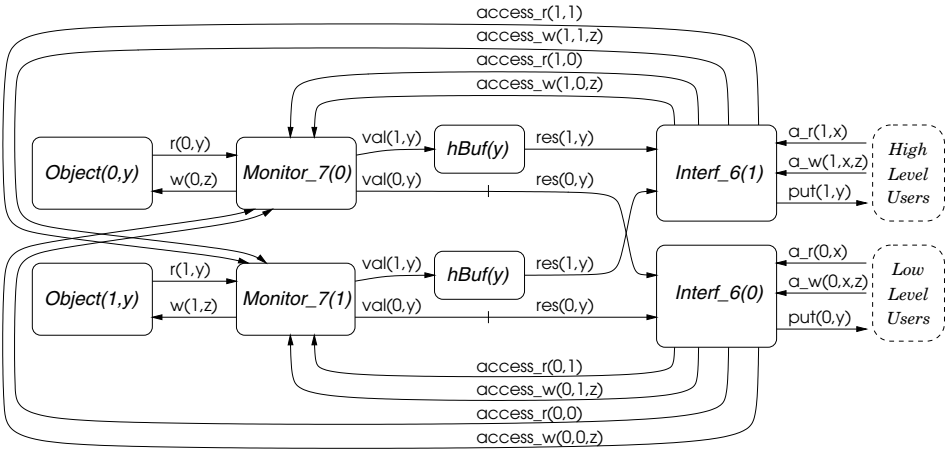 access_r(1,1)
access_w(1,1,z)
access_r(1,0)
access_w(1,0,z)
Object(0,y)
r(0,y)
w(0,z)
Monitor_7(0)
val(1,y)
val(0,y)
hBuf(y)
res(1,y)
res(0,y)
Interf_6(1)
a_r(1,x)
a_w(1,x,z)
put(1,y)
High
Level
Users
Object(1,y)
r(1,y)
w(1,z)
Monitor_7(1)
val(1,y)
val(0,y)
hBuf(y)
res(1,y)
res(0,y)
Interf_6(0)
a_r(0,x)
a_w(0,x,z)
put(0,y)
Low
Level
Users
access_r(0,1)
access_w(0,1,z)
access_r(0,0)
access_w(0,0,z)